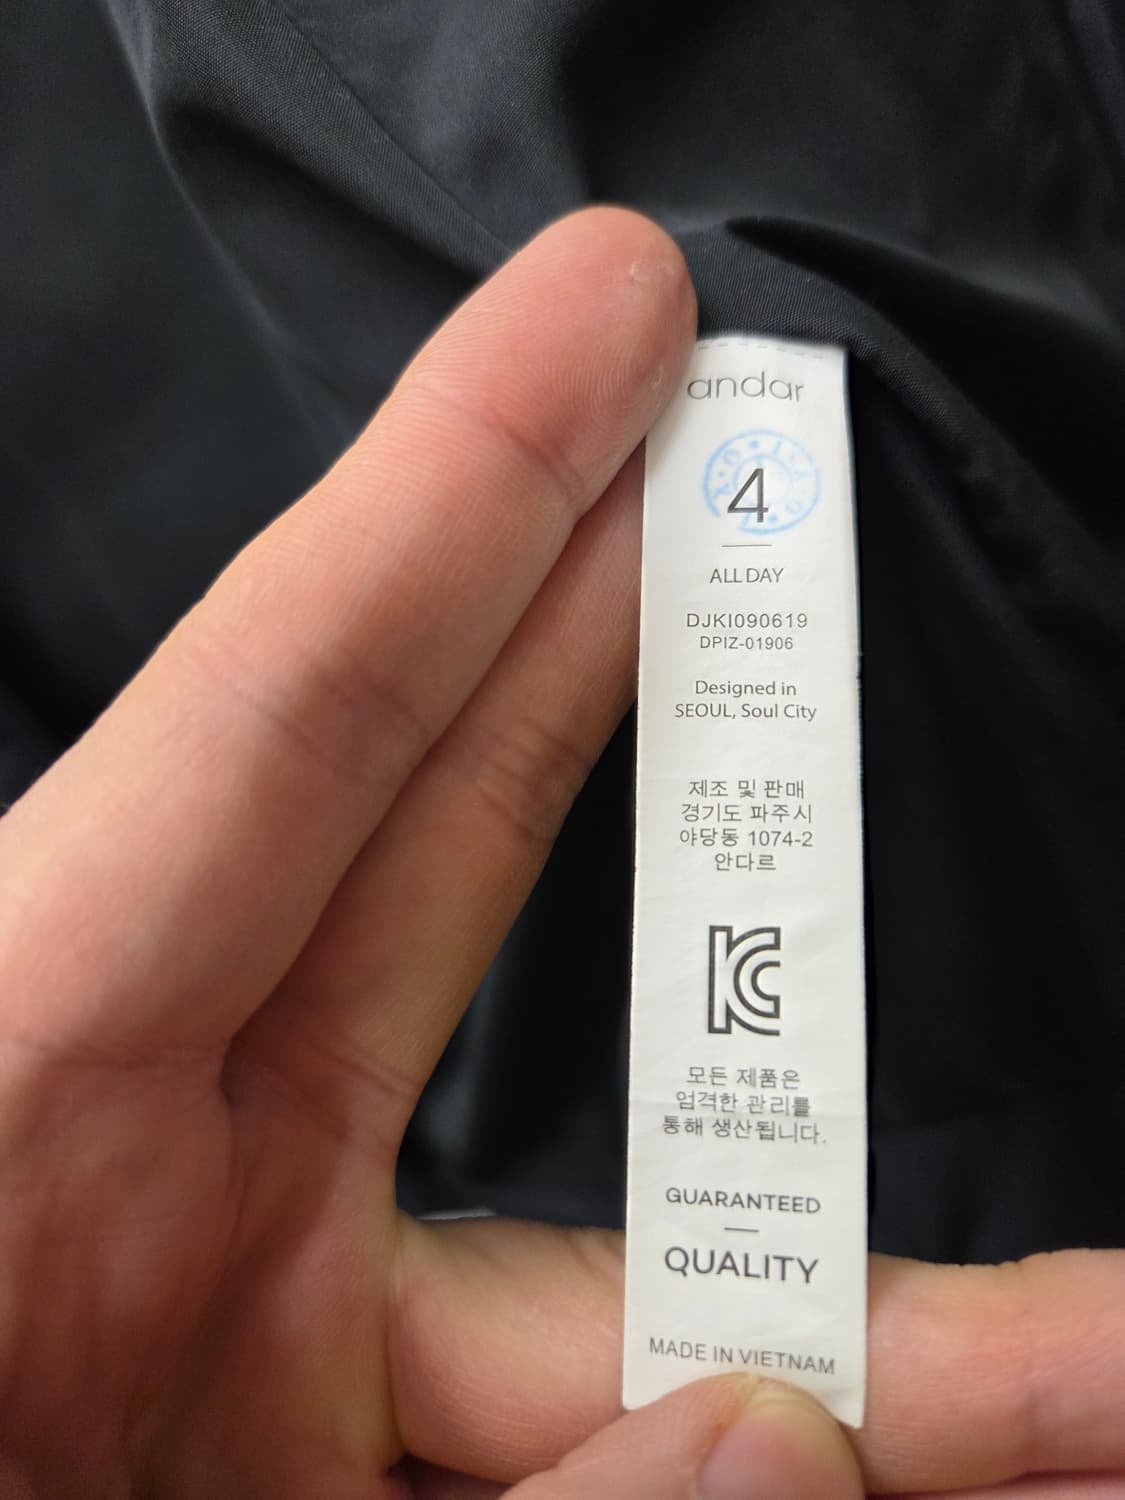 andar
4
ALL DAY
DJKI090619
DPIZ-01906
Designed in
SEOUL, Soul City
제조 및 판매
경기도 파주시
야당동 1074-2
안다르
KC
모든 제품은
엄격한 관리를
통해 생산됩니다.
GUARANTEED
QUALITY
MADE IN VIETNAM